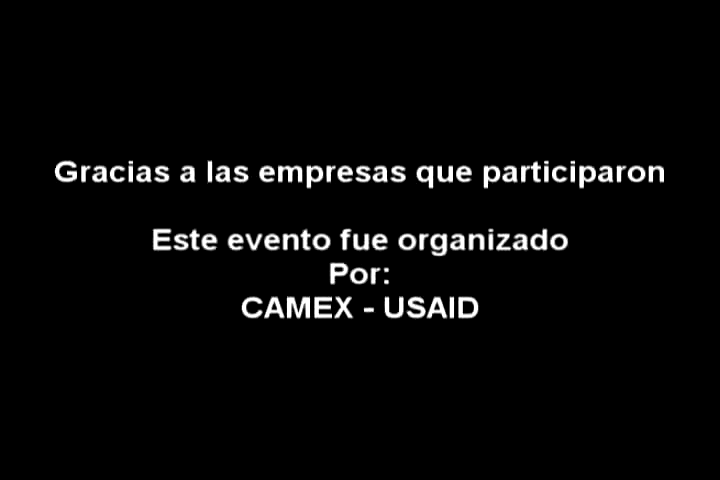 Gracias a las empresas que participaron
Este evento fue organizado
Por:
CAMEX - USAID